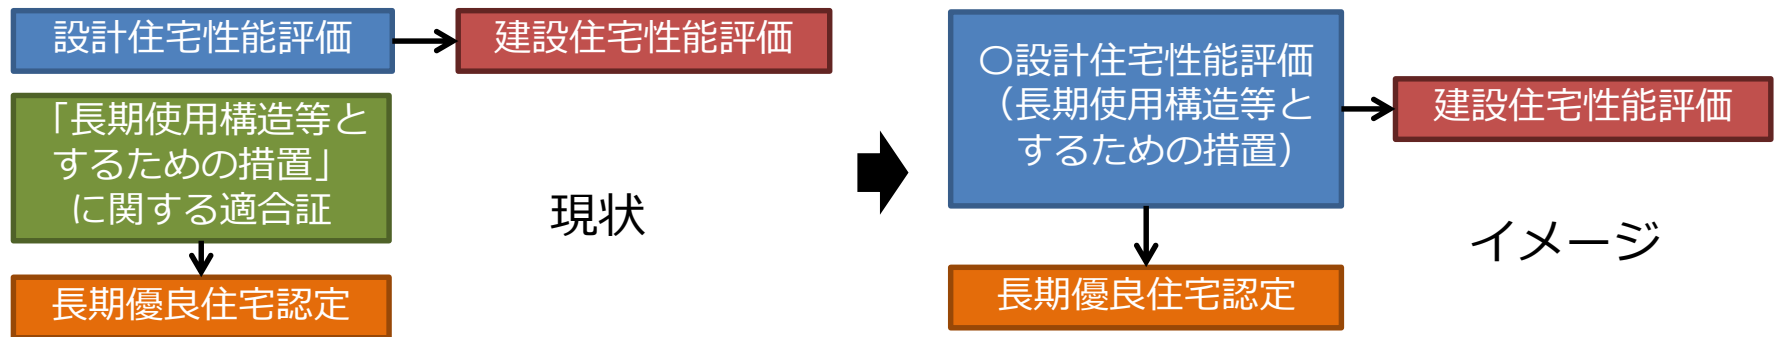 設計住宅性能評価
建設住宅性能評価
「長期使用構造等と
するための措置」
に関する適合証
長期優良住宅認定
現状
〇設計住宅性能評価
（長期使用構造等と
するための措置）
建設住宅性能評価
長期優良住宅認定
イメージ